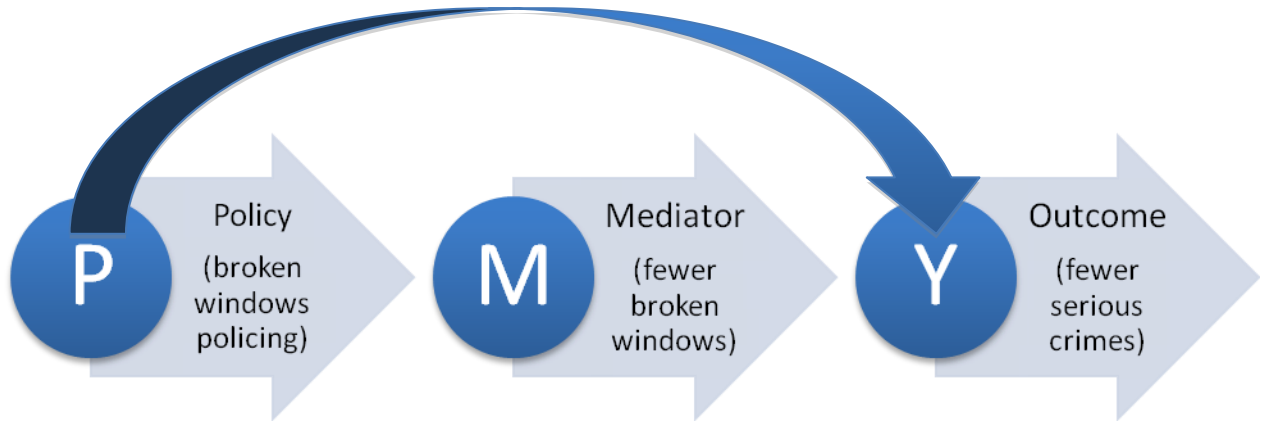 P
Policy
(broken
windows
policing)
M
Mediator
(fewer
broken
windows)
Y
Outcome
(fewer
serious
crimes)